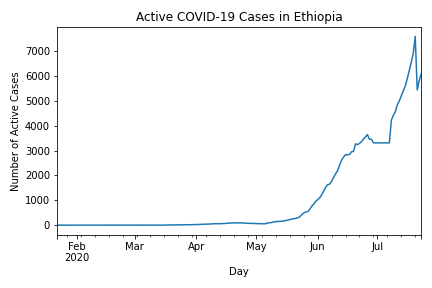 Active COVID-19 Cases in Ethiopia
Number of Active Cases
7000
6000
5000
4000
3000
2000
1000
0
Feb Mar Apr May Jun Jul
2020
Day